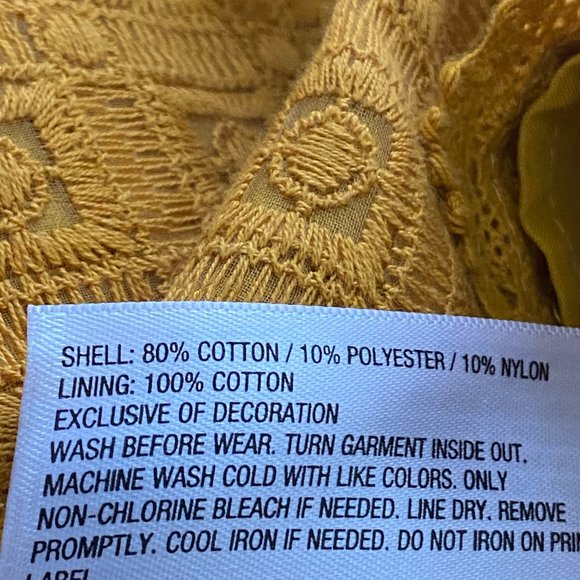 SHELL: 80% COTTON / 10% POLYESTER / 10% NYLON
LINING: 100% COTTON
EXCLUSIVE OF DECORATION
WASH BEFORE WEAR. TURN GARMENT INSIDE OUT.
MACHINE WASH COLD WITH LIKE COLORS. ONLY
NON-CHLORINE BLEACH IF NEEDED. LINE DRY. REMOVE
PROMPTLY. COOL IRON IF NEEDED. DO NOT IRON ON PRIN
LABEL